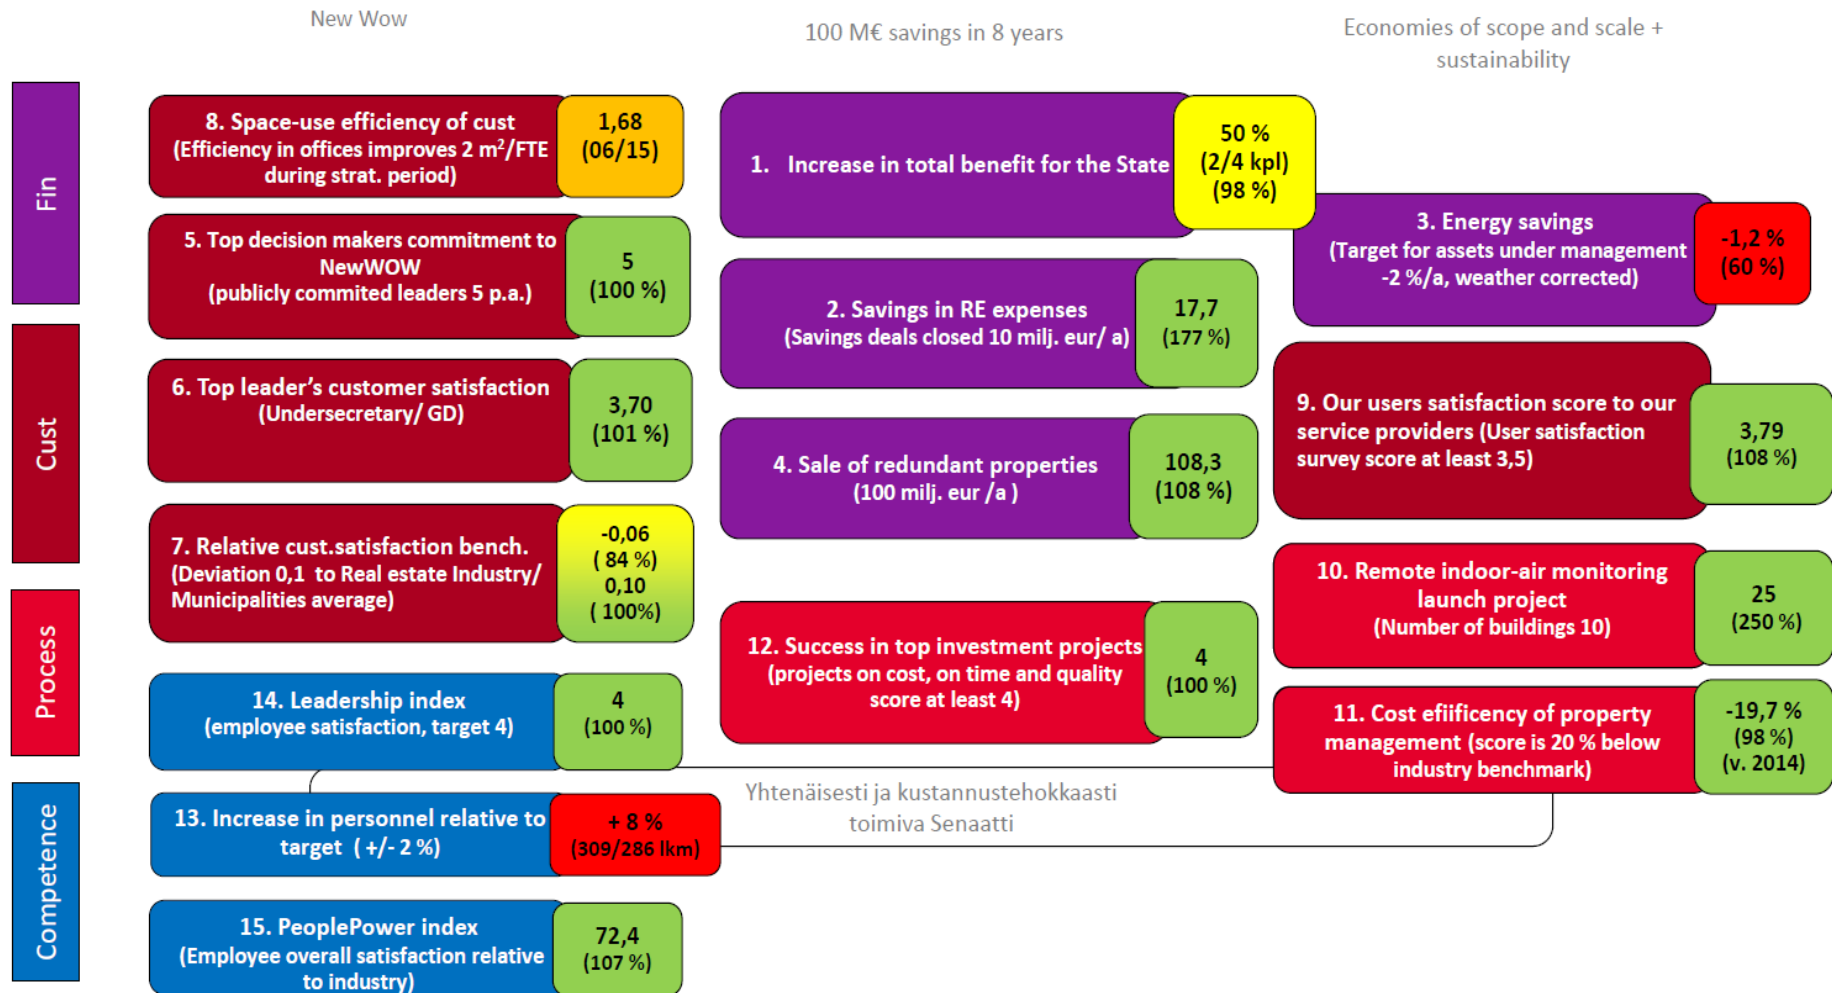 New Wow
100 M€ savings in 8 years
Economies of scope and scale +
sustainability
Fin
Cust
Process
Competence
8. Space-use efficiency of cust
(Efficiency in offices improves 2 m²/FTE
during strat. period)
1,68
(06/15)
5. Top decision makers commitment to
NewWOW
(publicly commited leaders 5 p.a.)
5
(100 %)
6. Top leader's customer satisfaction
(Undersecretary/ GD)
3,70
(101 %)
7. Relative cust.satisfaction bench.
(Deviation 0,1 to Real estate Industry/
Municipalities average)
-0,06
( 84 %)
0,10
( 100%)
14. Leadership index
(employee satisfaction, target 4)
4
(100 %)
13. Increase in personnel relative to
target ( +/- 2 %)
+ 8 %
(309/286 lkm)
15. PeoplePower index
(Employee overall satisfaction relative
to industry)
72,4
(107 %)
1. Increase in total benefit for the State
50 %
(2/4 kpl)
(98 %)
2. Savings in RE expenses
(Savings deals closed 10 milj. eur/ a)
17,7
(177 %)
4. Sale of redundant properties
(100 milj. eur /a )
108,3
(108 %)
12. Success in top investment projects
(projects on cost, on time and quality
score at least 4)
4
(100 %)
Yhtenäisesti ja kustannustehokkaasti
toimiva Senaatti
3. Energy savings
(Target for assets under management
-2 %/a, weather corrected)
-1,2 %
(60 %)
9. Our users satisfaction score to our
service providers (User satisfaction
survey score at least 3,5)
3,79
(108 %)
10. Remote indoor-air monitoring
launch project
(Number of buildings 10)
25
(250 %)
11. Cost efiificency of property
management (score is 20 % below
industry benchmark)
-19,7 %
(98 %)
(v. 2014)